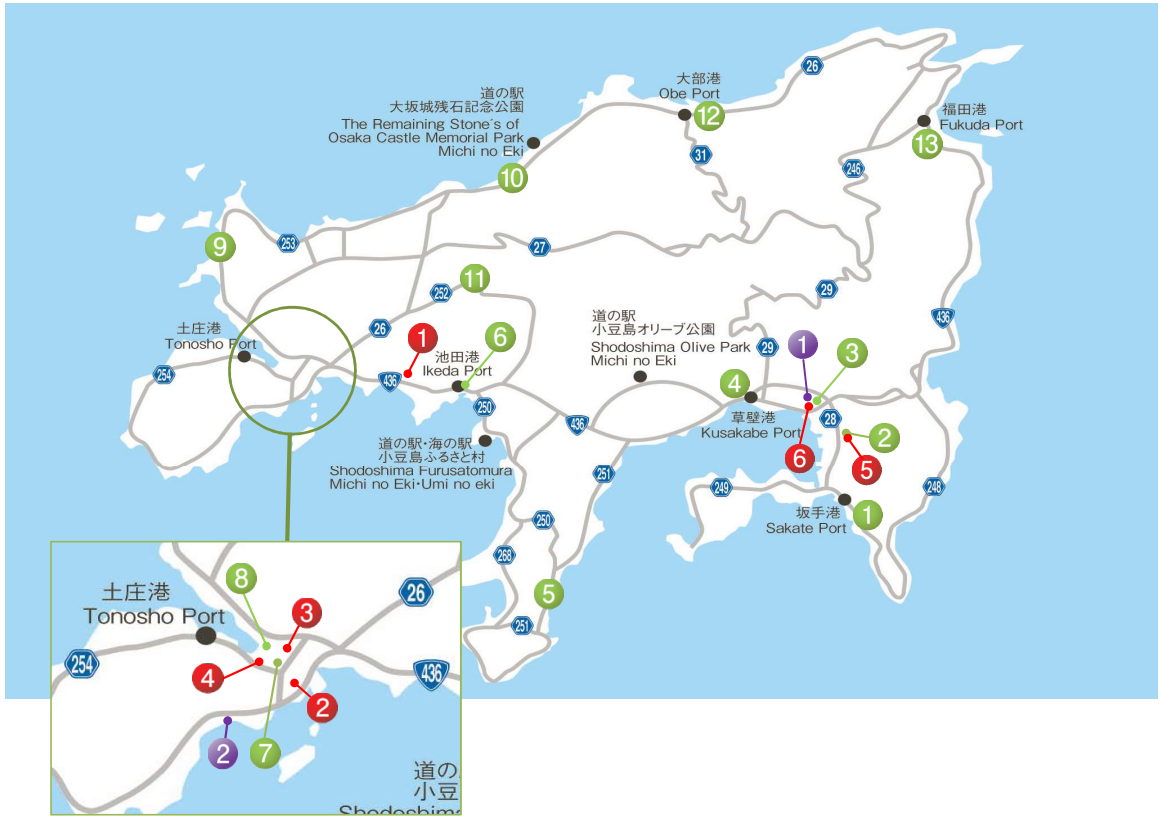 大部港
Obe Port
26
12
道の駅
大坂城残石記念公園
The Remaining Stone´s of
Osaka Castle Memorial Park
Michi no Eki
福田港
Fukuda Port
13
31
246
10
9
253
27
11
252
29
26
436
土庄港
Tonosho Port
254
1
6
池田港
Ikeda Port
436
250
道の駅
小豆島オリーブ公園
Shodoshima Olive Park
Michi no Eki
29
1
3
4
草壁港
Kusakabe Port
28
2
6
5
436
道の駅・海の駅
小豆島ふるさと村
Shodoshima Furusatomura
Michi no Eki・Umi no eki
251
249
248
坂手港
Sakate Port
1
250
268
5
251
土庄港
Tonosho Port
8
3
26
254
4
436
2
2
7
道の
小豆
Shodoshima